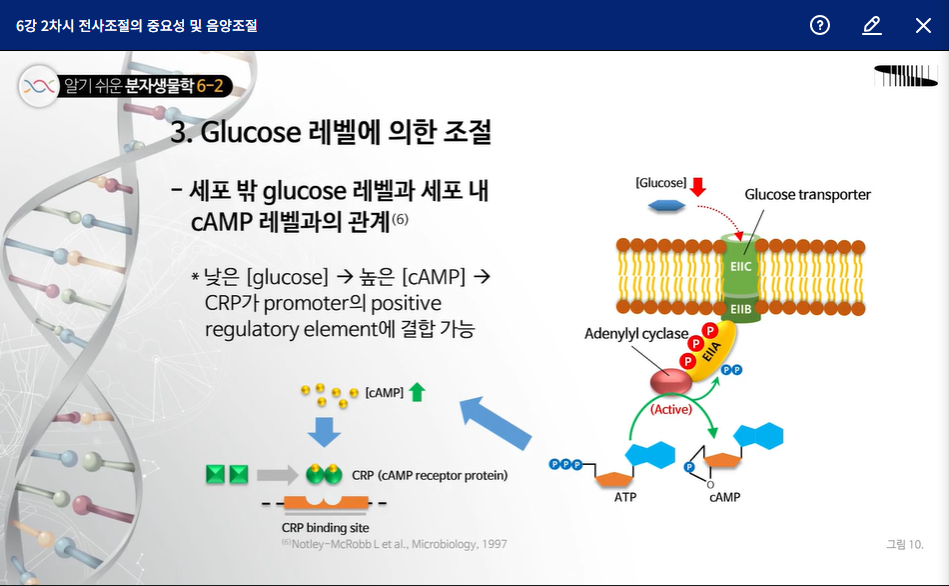 6강 2차시 전사조절의 중요성 및 음양조절
알기 쉬운 분자생물학 6-2
3. Glucose 레벨에 의한 조절
- 세포 밖 glucose 레벨과 세포 내
cAMP 레벨과의 관계(6)
* 낮은 [glucose] → 높은 [cAMP] →
CRP가 promoter의 positive
regulatory element에 결합 가능
[Glucose]
Glucose transporter
EIIC
EIIB
Adenylyl cyclase
P
P
P
EIIA
P P
(Active)
[cAMP]
CRP (cAMP receptor protein)
CRP binding site
P P P
ATP
P
O
cAMP
(6)Notley-McRobb L et al., Microbiology, 1997
그림 10.